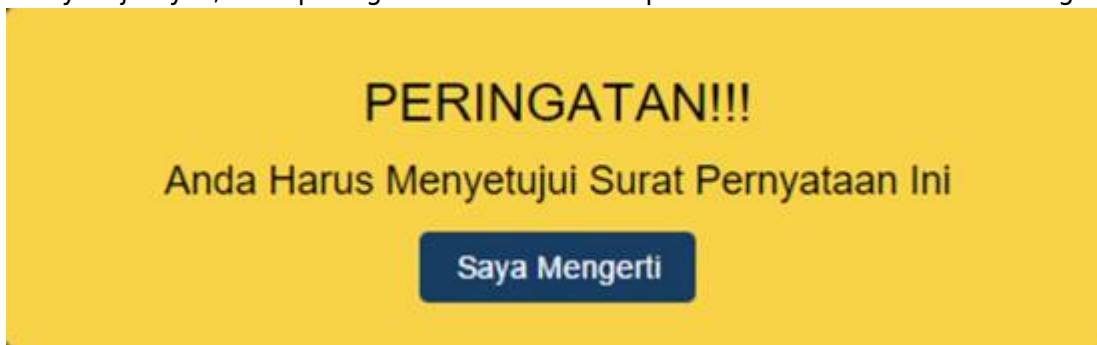 PERINGATAN!!!
Anda Harus Menyetujui Surat Pernyataan Ini
Saya Mengerti